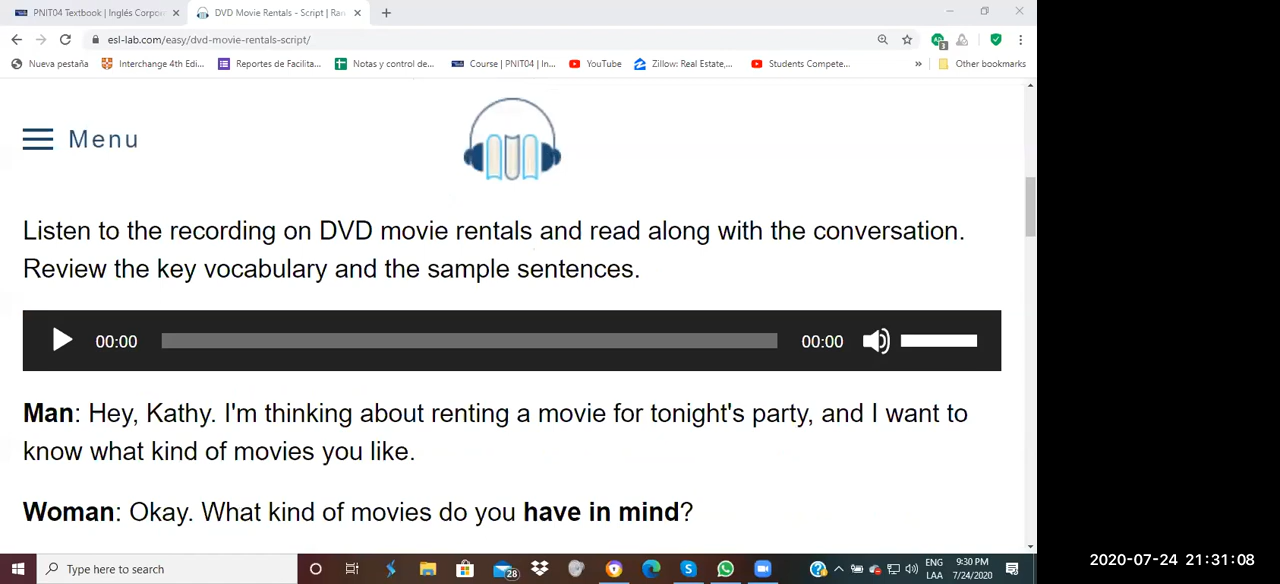 PNIT04 Textbook | Inglés Corpor
DVD Movie Rentals - Script | Ran
esl-lab.com/easy/dvd-movie-rentals-script/
3
Nueva pestaña
Interchange 4th Edi...
Reportes de Facilita...
Notas y control de...
Course | PNIT04 | In...
YouTube
Zillow: Real Estate,...
Students Compete...
»
Other bookmarks
Menu
Listen to the recording on DVD movie rentals and read along with the conversation.
Review the key vocabulary and the sample sentences.
00:00
00:00
Man: Hey, Kathy. I'm thinking about renting a movie for tonight's party, and I want to
know what kind of movies you like.
Woman: Okay. What kind of movies do you have in mind?
Type here to search
28
ENG
LAA
9:30 PM
7/24/2020
2020-07-24 21:31:08